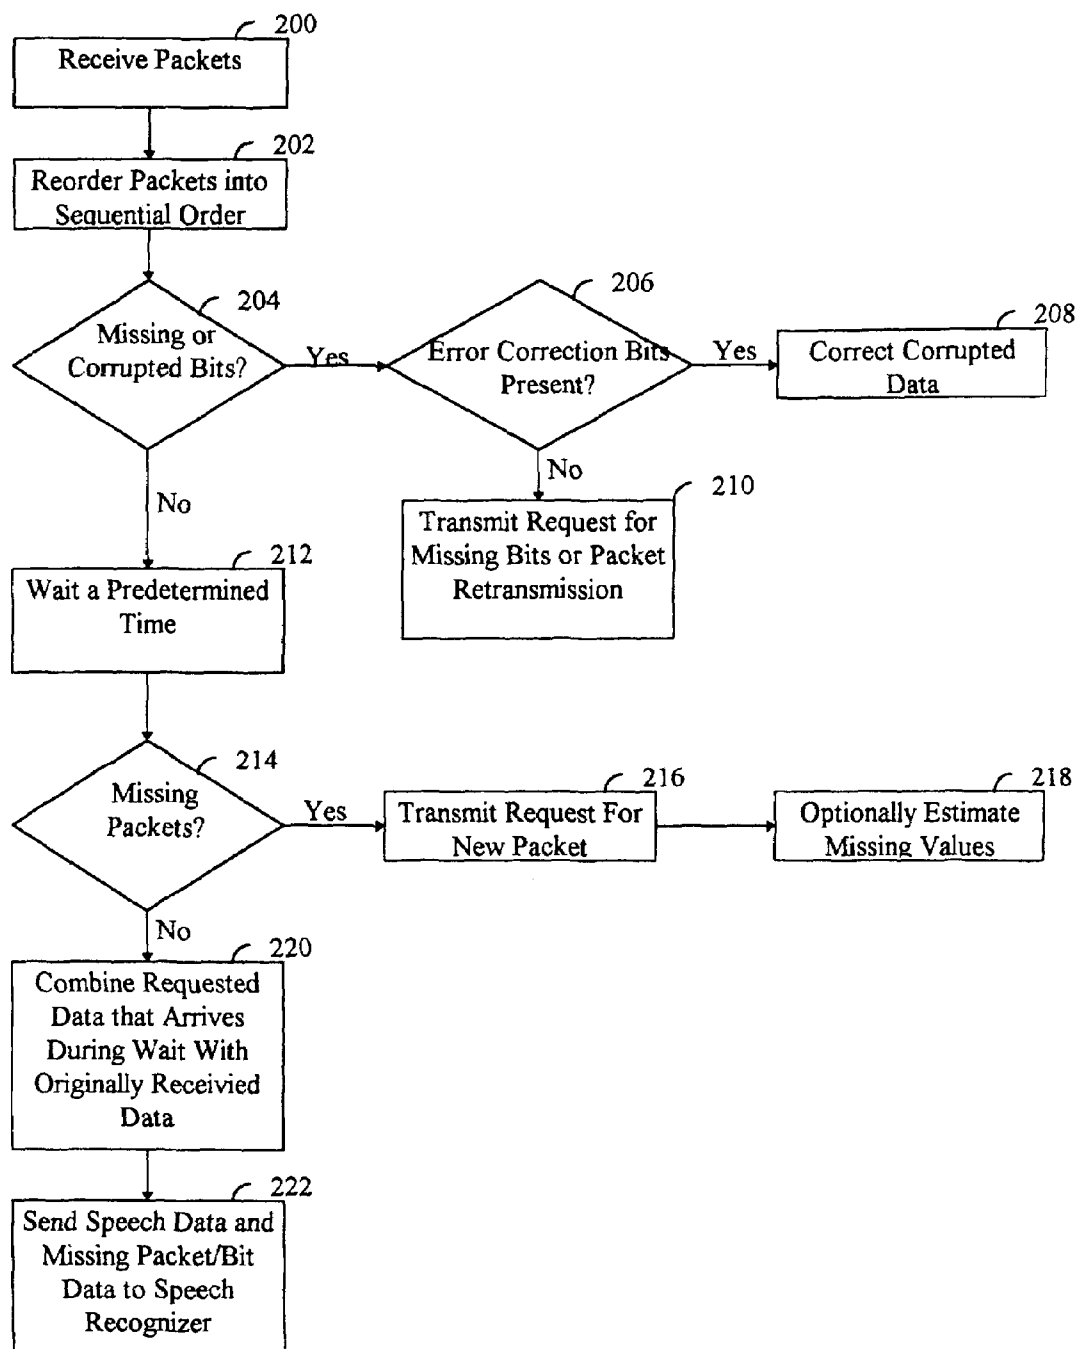 200
Receive Packets
202
Reorder Packets into
Sequential Order
204
Missing or
Corrupted Bits?
Yes
206
Error Correction Bits
Present?
Yes
208
Correct Corrupted
Data
No
210
Transmit Request for
Missing Bits or Packet
Retransmission
No
212
Wait a Predetermined
Time
214
Missing
Packets?
Yes
216
Transmit Request For
New Packet
218
Optionally Estimate
Missing Values
No
220
Combine Requested
Data that Arrives
During Wait With
Originally Receivied
Data
222
Send Speech Data and
Missing Packet/Bit
Data to Speech
Recognizer